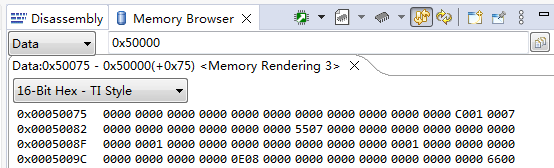 Disassembly Memory Browser
Data 0x50000
Data:0x50075 - 0x50000(+0x75) <Memory Rendering 3>
16-Bit Hex - TI Style
0x00050075 0000 0000 0000 0000 0000 0000 0000 0000 0000 0000 0000 C001 0007
0x00050082 0000 0000 0000 0000 0000 0000 5507 0000 0000 0000 0000 0000 0000
0x0005008F 0000 0001 0000 0000 0000 0000 0000 0000 0000 0001 0000 0000 0000
0x0005009C 0000 0000 0000 0000 0E08 0000 0000 0000 0000 0000 0000 6600